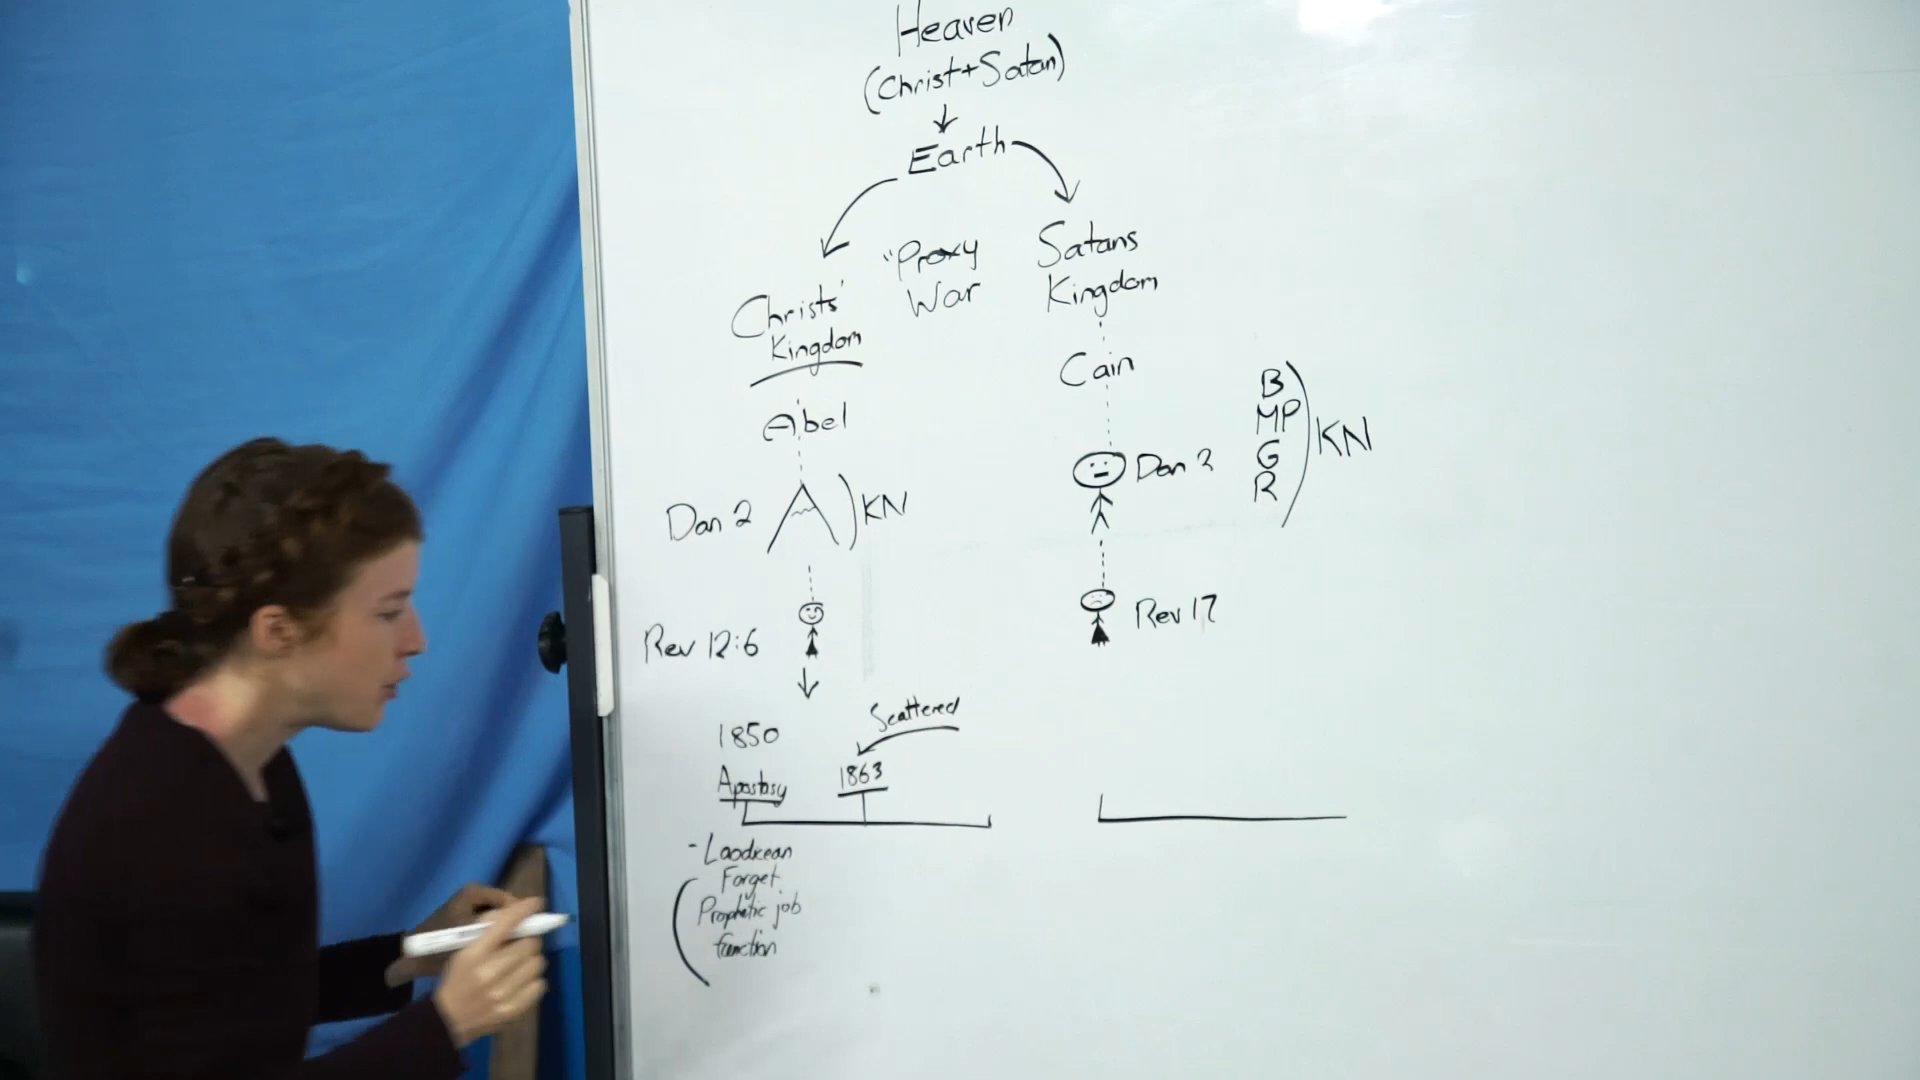 Heaven
(Christ+Satan)
Earth
"Proxy
War
Satans
Kingdom
Christs'
Kingdom
Abel
Cain
B
MP
G
R
KN
Dan 2
KN
Dan 2
Rev 12:6
Rev 17
Scattered
1850
Apostasy
1863
- Laodicean
Forget
Prophetic job
function